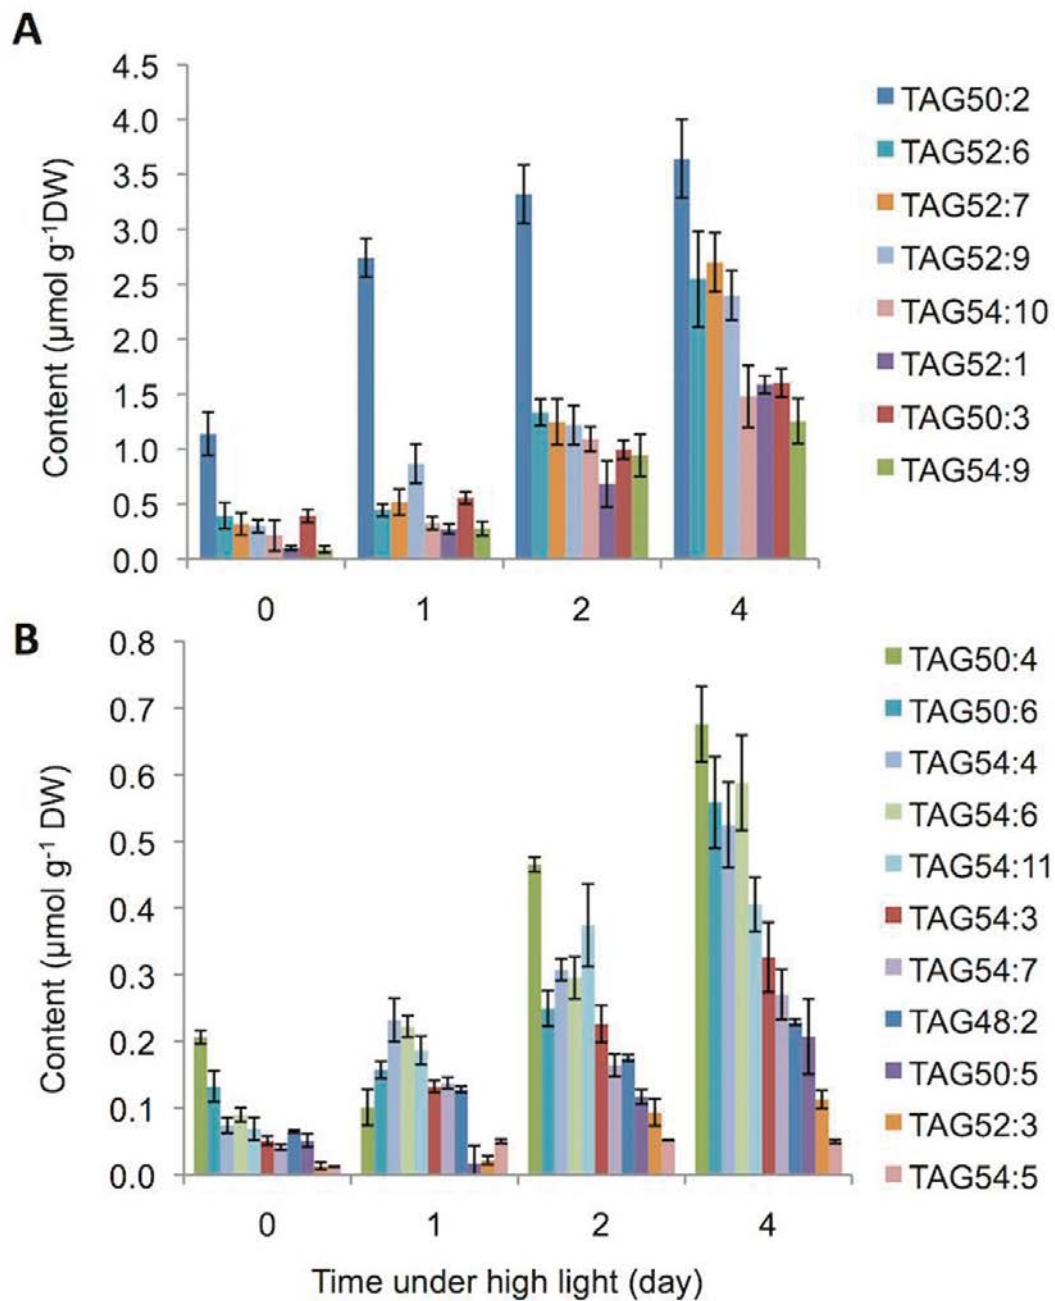 A
Content (µmol g-1DW)
4.5
4.0
3.5
3.0
2.5
2.0
1.5
1.0
0.5
0.0
0 1 2 4
TAG50:2
TAG52:6
TAG52:7
TAG52:9
TAG54:10
TAG52:1
TAG50:3
TAG54:9
B
Content (µmol g-1 DW)
0.8
0.7
0.6
0.5
0.4
0.3
0.2
0.1
0.0
0 1 2 4
Time under high light (day)
TAG50:4
TAG50:6
TAG54:4
TAG54:6
TAG54:11
TAG54:3
TAG54:7
TAG48:2
TAG50:5
TAG52:3
TAG54:5